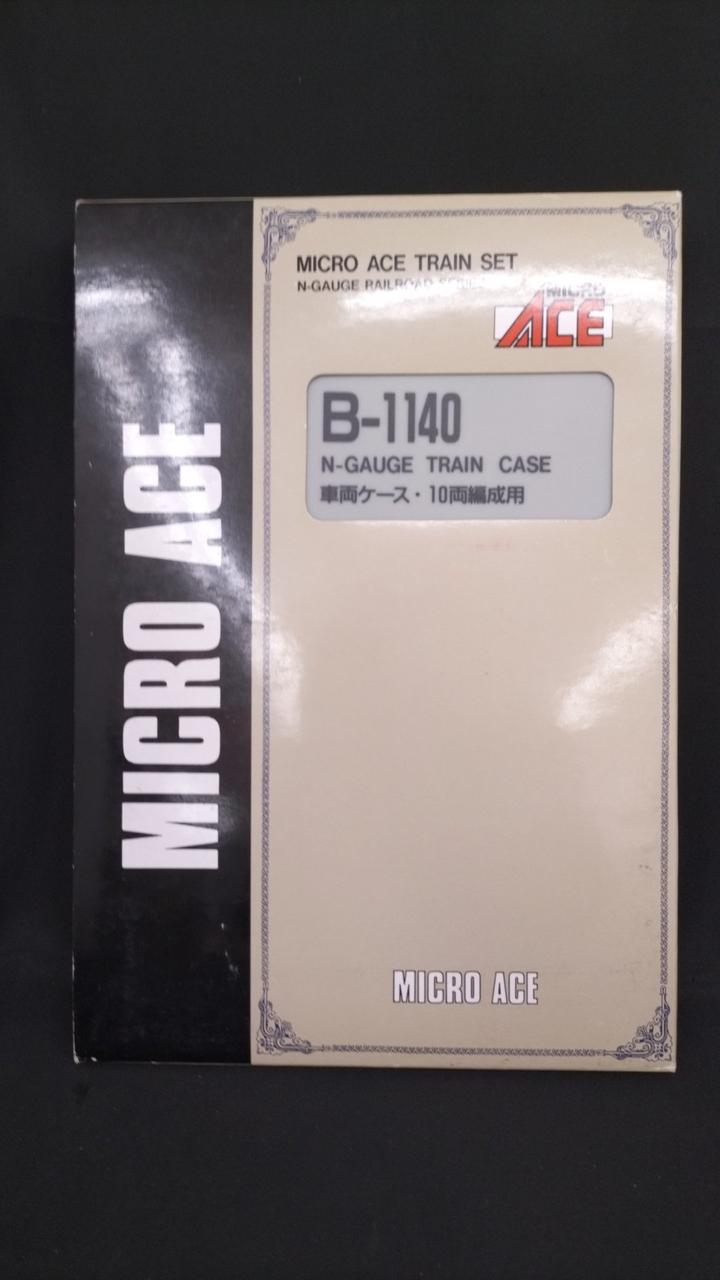 MICRO ACE
MICRO ACE TRAIN SET
N-GAUGE RAILROAD SERIES
MICRO
ACE
B-1140
N-GAUGE TRAIN CASE
車両ケース・10両編成用
MICRO ACE